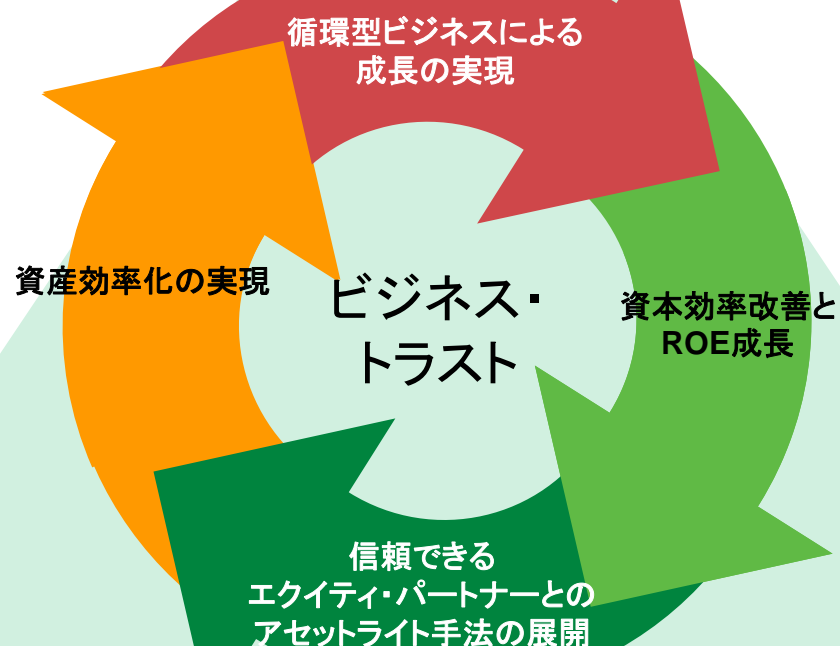 循環型ビジネスによる
成長の実現
資産効率化の実現
ビジネス・
トラスト
資本効率改善と
ROE成長
信頼できる
エクイティ・パートナーとの
アセットライト手法の展開